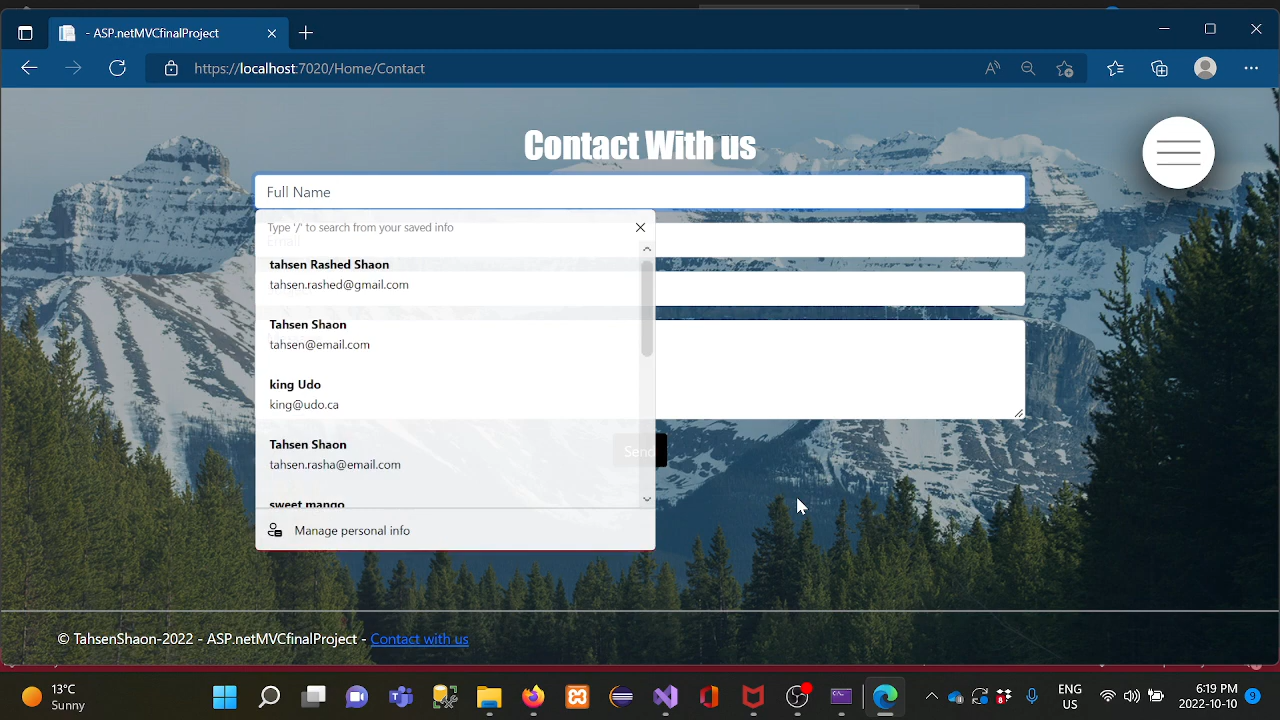 - ASP.netMVCfinalProject
https://localhost:7020/Home/Contact
Contact With us
Full Name
Type '/' to search from your saved info
Email
tahsen Rashed Shaon
tahsen.rashed@gmail.com
Tahsen Shaon
tahsen@email.com
king Udo
king@udo.ca
Tahsen Shaon
tahsen.rasha@email.com
Send
sweet mango
Manage personal info
© TahsenShaon-2022 - ASP.netMVCfinalProject - Contact with us
13°C
Sunny
ENG
US
6:19 PM
2022-10-10
9